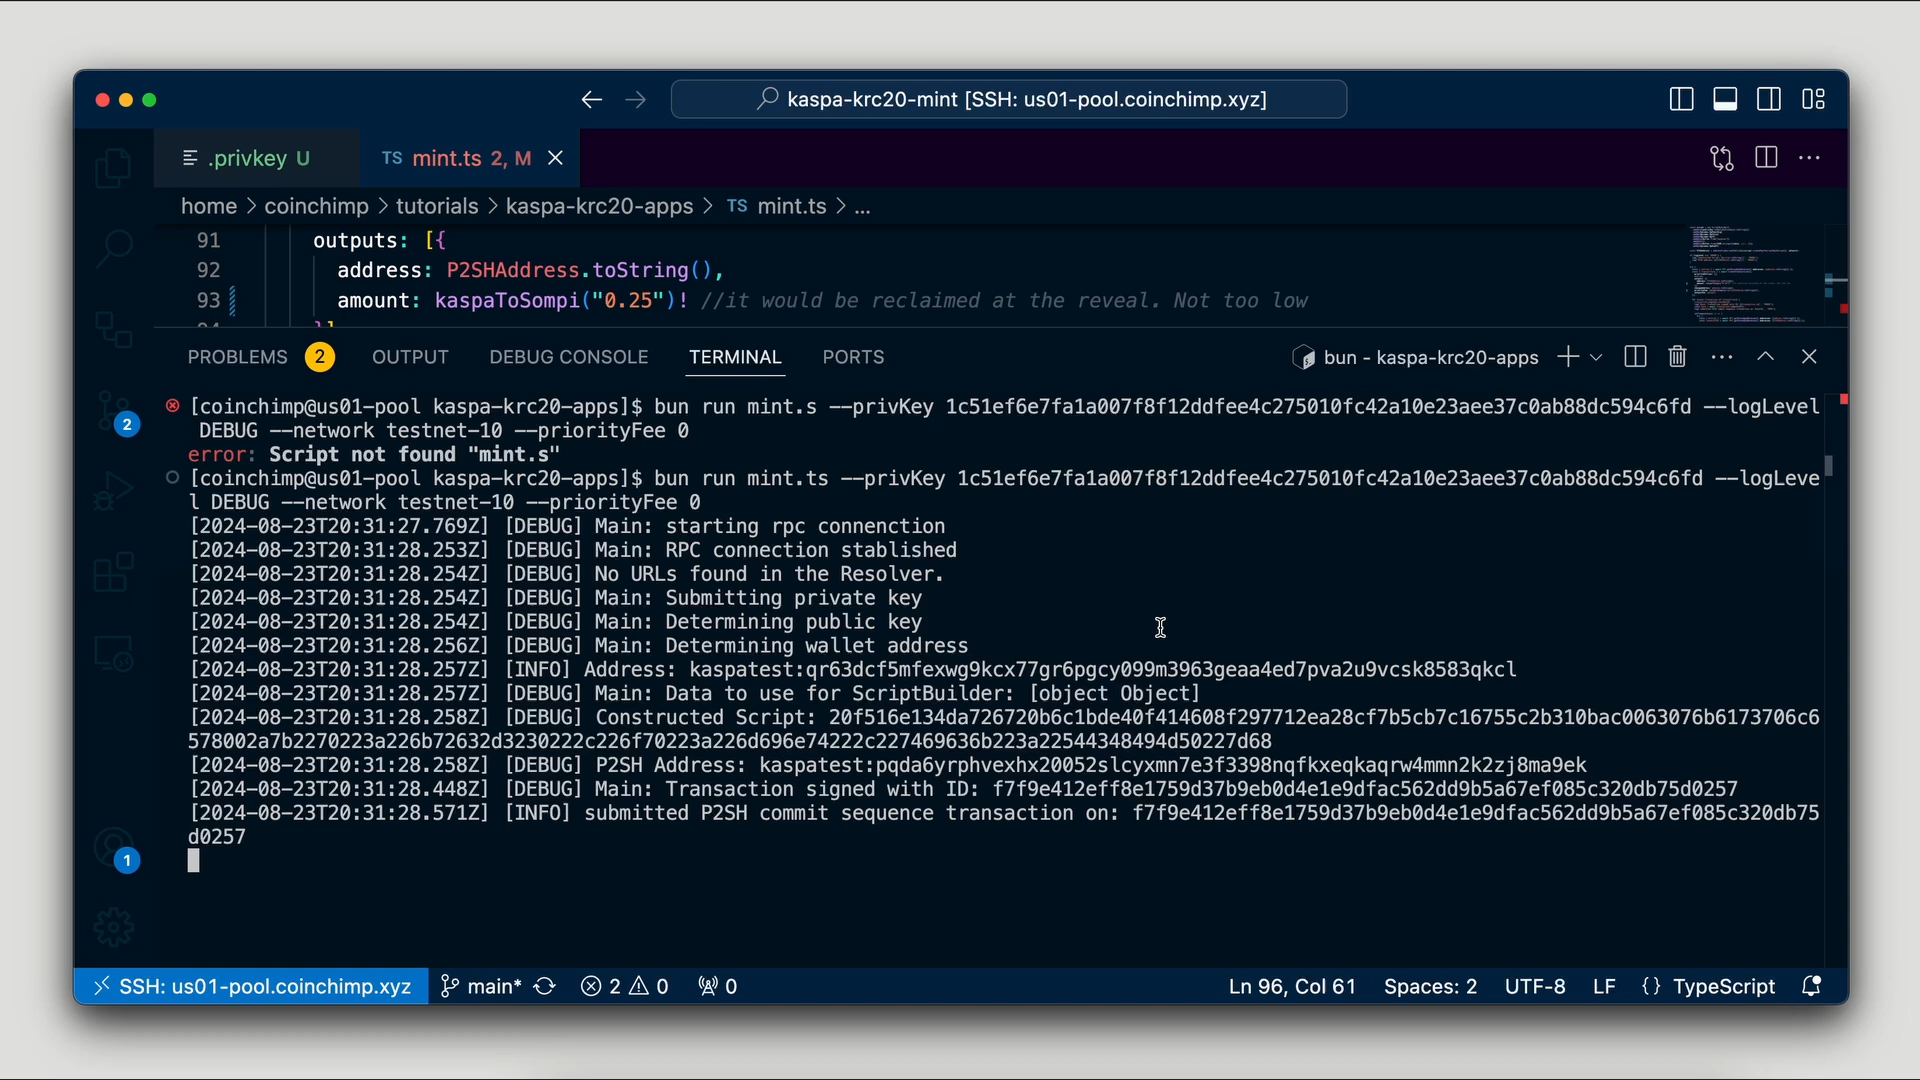 kaspa-krc20-mint [SSH: us01-pool.coinchimp.xyz]
.privkey U
TS mint.ts 2, M
home > coinchimp > tutorials > kaspa-krc20-apps > TS mint.ts > ...
91 outputs: [{
92 address: P2SHAddress.toString(),
93 amount: kaspaToSompi("0.25")! //it would be reclaimed at the reveal. Not too low
PROBLEMS 2 OUTPUT DEBUG CONSOLE TERMINAL PORTS
bun - kaspa-krc20-apps
[coinchimp@us01-pool kaspa-krc20-apps]$ bun run mint.s --privKey 1c51ef6e7fa1a007f8f12ddfee4c275010fc42a10e23aee37c0ab88dc594c6fd --logLevel
DEBUG --network testnet-10 --priorityFee 0
error: Script not found "mint.s"
[coinchimp@us01-pool kaspa-krc20-apps]$ bun run mint.ts --privKey 1c51ef6e7fa1a007f8f12ddfee4c275010fc42a10e23aee37c0ab88dc594c6fd --logLeve
l DEBUG --network testnet-10 --priorityFee 0
[2024-08-23T20:31:27.769Z] [DEBUG] Main: starting rpc connenction
[2024-08-23T20:31:28.253Z] [DEBUG] Main: RPC connection stablished
[2024-08-23T20:31:28.254Z] [DEBUG] No URLs found in the Resolver.
[2024-08-23T20:31:28.254Z] [DEBUG] Main: Submitting private key
[2024-08-23T20:31:28.254Z] [DEBUG] Main: Determining public key
[2024-08-23T20:31:28.256Z] [DEBUG] Main: Determining wallet address
[2024-08-23T20:31:28.257Z] [INFO] Address: kaspatest:qr63dcf5mfexwg9kcx77gr6pgcy099m3963geaa4ed7pva2u9vcsk8583qkcl
[2024-08-23T20:31:28.257Z] [DEBUG] Main: Data to use for ScriptBuilder: [object Object]
[2024-08-23T20:31:28.258Z] [DEBUG] Constructed Script: 20f516e134da726720b6c1bde40f414608f297712ea28cf7b5cb7c16755c2b310bac0063076b6173706c6
578002a7b2270223a226b72632d3230222c226f70223a226d696e74222c227469636b223a22544348494d50227d68
[2024-08-23T20:31:28.258Z] [DEBUG] P2SH Address: kaspatest:pqda6yrphvexhx20052slcyxmn7e3f3398nqfkxeqkaqrw4mmn2k2zj8ma9ek
[2024-08-23T20:31:28.448Z] [DEBUG] Main: Transaction signed with ID: f7f9e412eff8e1759d37b9eb0d4e1e9dfac562dd9b5a67ef085c320db75d0257
[2024-08-23T20:31:28.571Z] [INFO] submitted P2SH commit sequence transaction on: f7f9e412eff8e1759d37b9eb0d4e1e9dfac562dd9b5a67ef085c320db75
d0257
2
1
SSH: us01-pool.coinchimp.xyz main* 2 0 0 Ln 96, Col 61 Spaces: 2 UTF-8 LF {} TypeScript